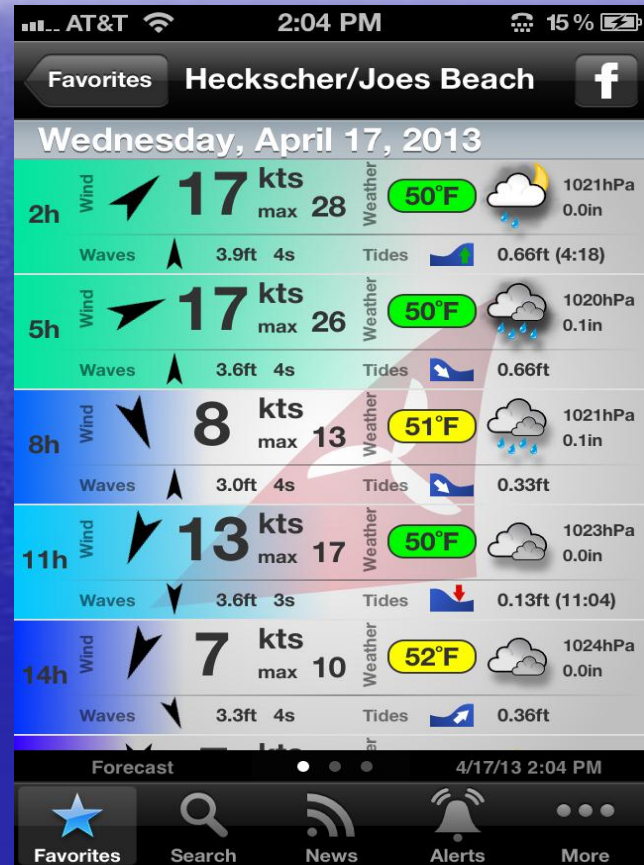 AT&T 2:04 PM 15%
Favorites Heckscher/Joes Beach f
Wednesday, April 17, 2013
2h Wind 17 kts max 28 Weather 50°F 1021hPa 0.0in
Waves 3.9ft 4s Tides 0.66ft (4:18)
5h Wind 17 kts max 26 Weather 50°F 1020hPa 0.1in
Waves 3.6ft 4s Tides 0.66ft
8h Wind 8 kts max 13 Weather 51°F 1021hPa 0.1in
Waves 3.0ft 4s Tides 0.33ft
11h Wind 13 kts max 17 Weather 50°F 1023hPa 0.0in
Waves 3.6ft 3s Tides 0.13ft (11:04)
14h Wind 7 kts max 10 Weather 52°F 1024hPa 0.0in
Waves 3.3ft 4s Tides 0.36ft
Forecast 4/17/13 2:04 PM
Favorites Search News Alerts More